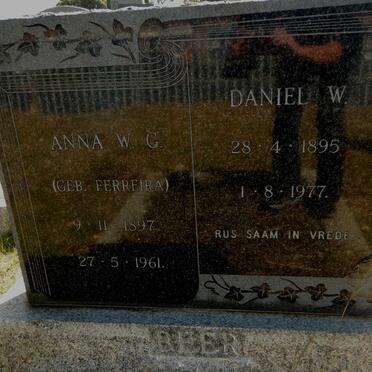 ANNA W. G.
(GEB. FERREIRA)
9 · 11 · 1897
27 · 5 · 1961.
DANIEL W.
28 · 4 · 1895
1 · 8 · 1977.
RUS SAAM IN VREDE
BEER